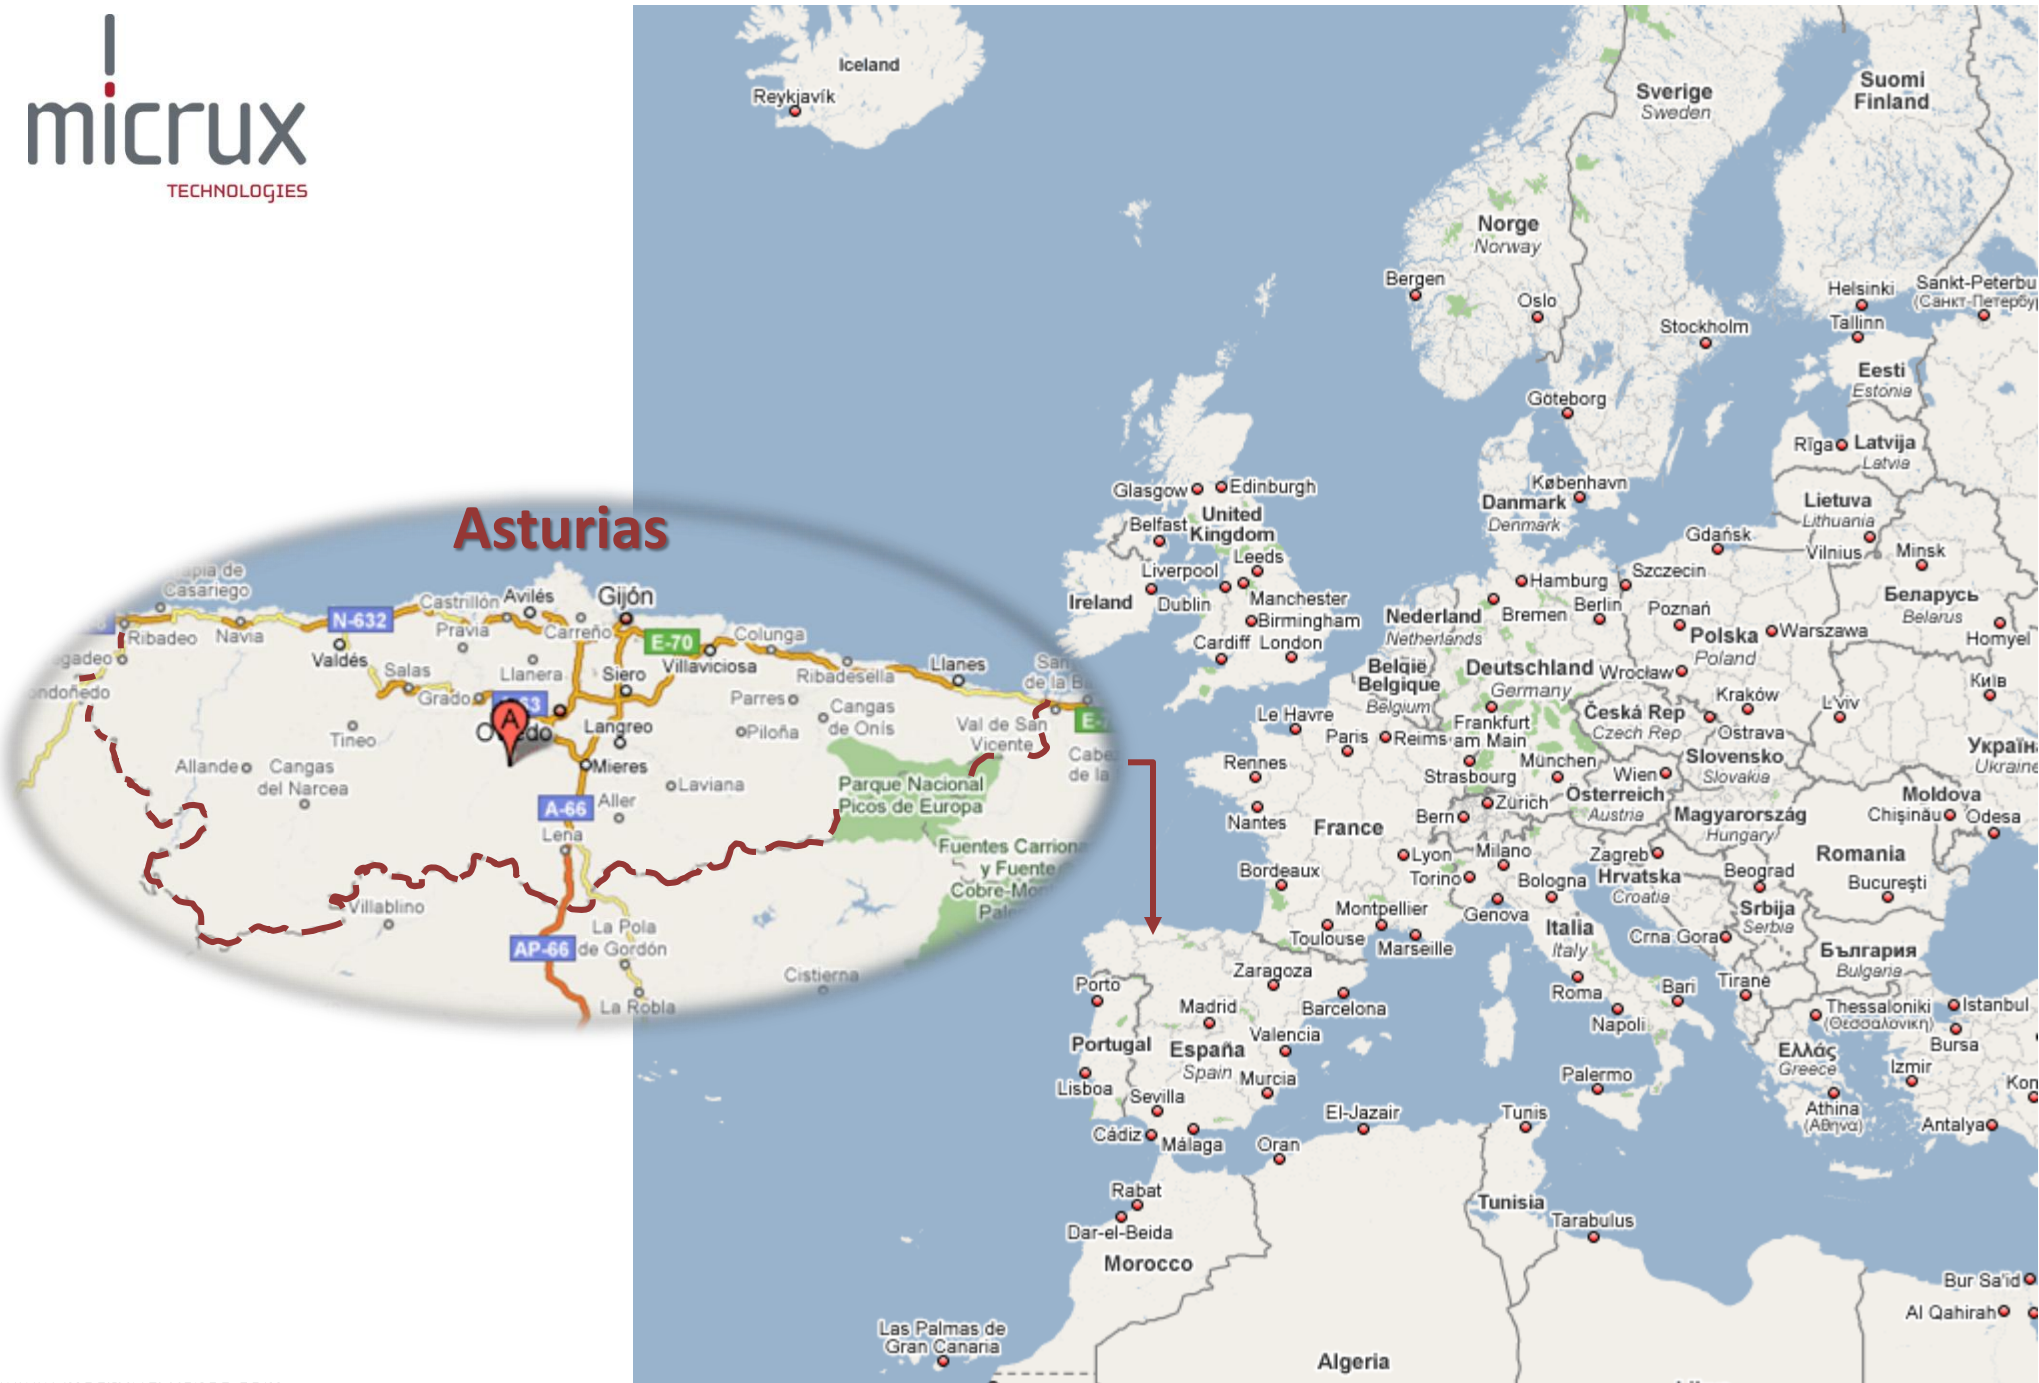 micrux
TECHNOLOGIES
Asturias
Casariego
Ribadeo
Navia
N-632
Valdés
Castrillón
Avilés
Gijón
Pravia
Carreño
E-70
Colunga
Villaviciosa
Salas
Llanera
Siero
Ribadesella
Llanes
Grado
A
Langreo
Parres
Cangas
de Onís
Piloña
Val de San
Vicente
Tineo
Allande
Cangas
del Narcea
Mieres
Laviana
Parque Nacional
Picos de Europa
A-66
Aller
Lena
y Fuente
Villablino
La Pola
de Gordón
AP-66
Cistierna
La Robla
Iceland
Reykjavík
Sverige
Sweden
Suomi
Finland
Norge
Norway
Bergen
Oslo
Stockholm
Helsinki
Tallinn
Eesti
Estonia
Göteborg
Rīga
Latvija
Latvia
Glasgow
Edinburgh
København
Danmark
Denmark
Lietuva
Lithuania
Belfast
United
Kingdom
Gdańsk
Vilnius
Minsk
Leeds
Liverpool
Hamburg
Szczecin
Ireland
Dublin
Manchester
Birmingham
Nederland
Netherlands
Bremen
Berlin
Poznań
Беларусь
Belarus
Polska
Poland
Warszawa
Homyel
Cardiff
London
België
Belgique
Belgium
Deutschland
Germany
Wrocław
Kraków
L'viv
Київ
Le Havre
Paris
Reims
Frankfurt
am Main
Česká Rep
Czech Rep
Ostrava
Rennes
Strasbourg
München
Wien
Slovensko
Slovakia
Nantes
France
Bern
Zürich
Österreich
Austria
Magyarország
Hungary
Moldova
Chişinău
Odesa
Lyon
Milano
Zagreb
Romania
Bordeaux
Torino
Bologna
Hrvatska
Croatia
Beograd
Bucureşti
Montpellier
Genova
Toulouse
Marseille
Italia
Italy
Srbija
Serbia
Crna Gora
България
Bulgaria
Porto
Zaragoza
Roma
Bari
Tirane
Madrid
Barcelona
Napoli
Thessaloniki
(Θεσσαλονίκη)
Istanbul
Bursa
Portugal
España
Spain
Valencia
Ελλάς
Greece
Lisboa
Murcia
Palermo
Izmir
Sevilla
El-Jazair
Tunis
Athina
(Αθήνα)
Antalya
Cádiz
Málaga
Oran
Rabat
Dar-el-Beida
Tunisia
Tarabulus
Morocco
Bur Sa'id
Al Qahirah
Las Palmas de
Gran Canaria
Algeria